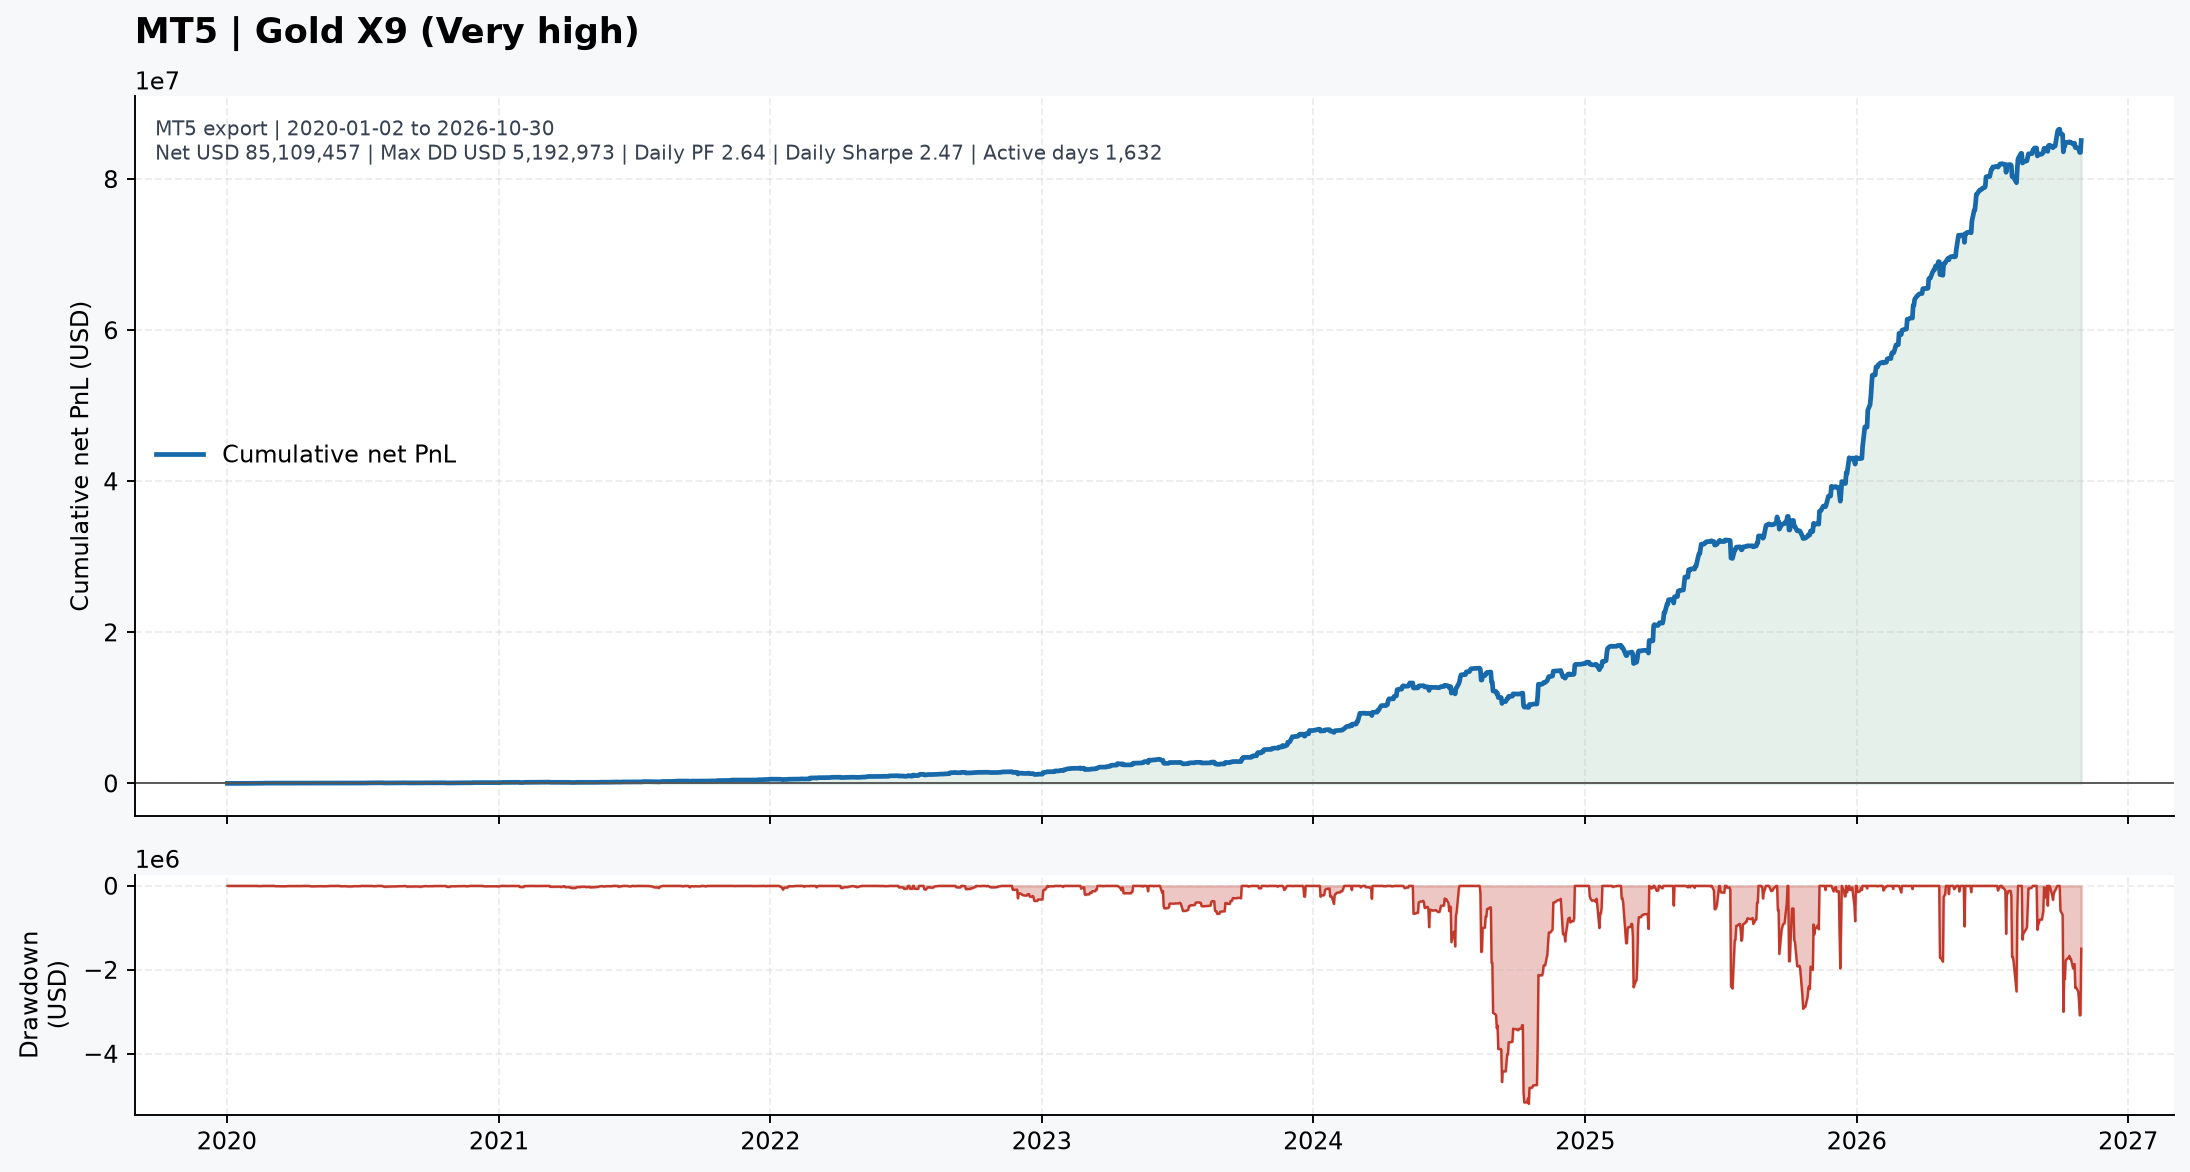 MT5 | Gold X9 (Very high)
1e7
MT5 export | 2020-01-02 to 2026-10-30
Net USD 85,109,457 | Max DD USD 5,192,973 | Daily PF 2.64 | Daily Sharpe 2.47 | Active days 1,632
8
6
4
2
0
Cumulative net PnL (USD)
Cumulative net PnL
1e6
0
−2
−4
Drawdown
(USD)
2020
2021
2022
2023
2024
2025
2026
2027